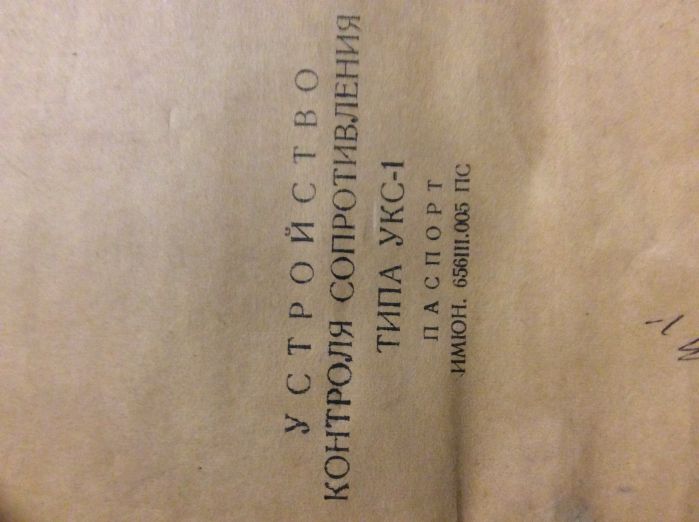 УСТРОЙСТВО
КОНТРОЛЯ СОПРОТИВЛЕНИЯ
ТИПА УКС-1
ПАСПОРТ
ИМЮН. 656111.005 ПС